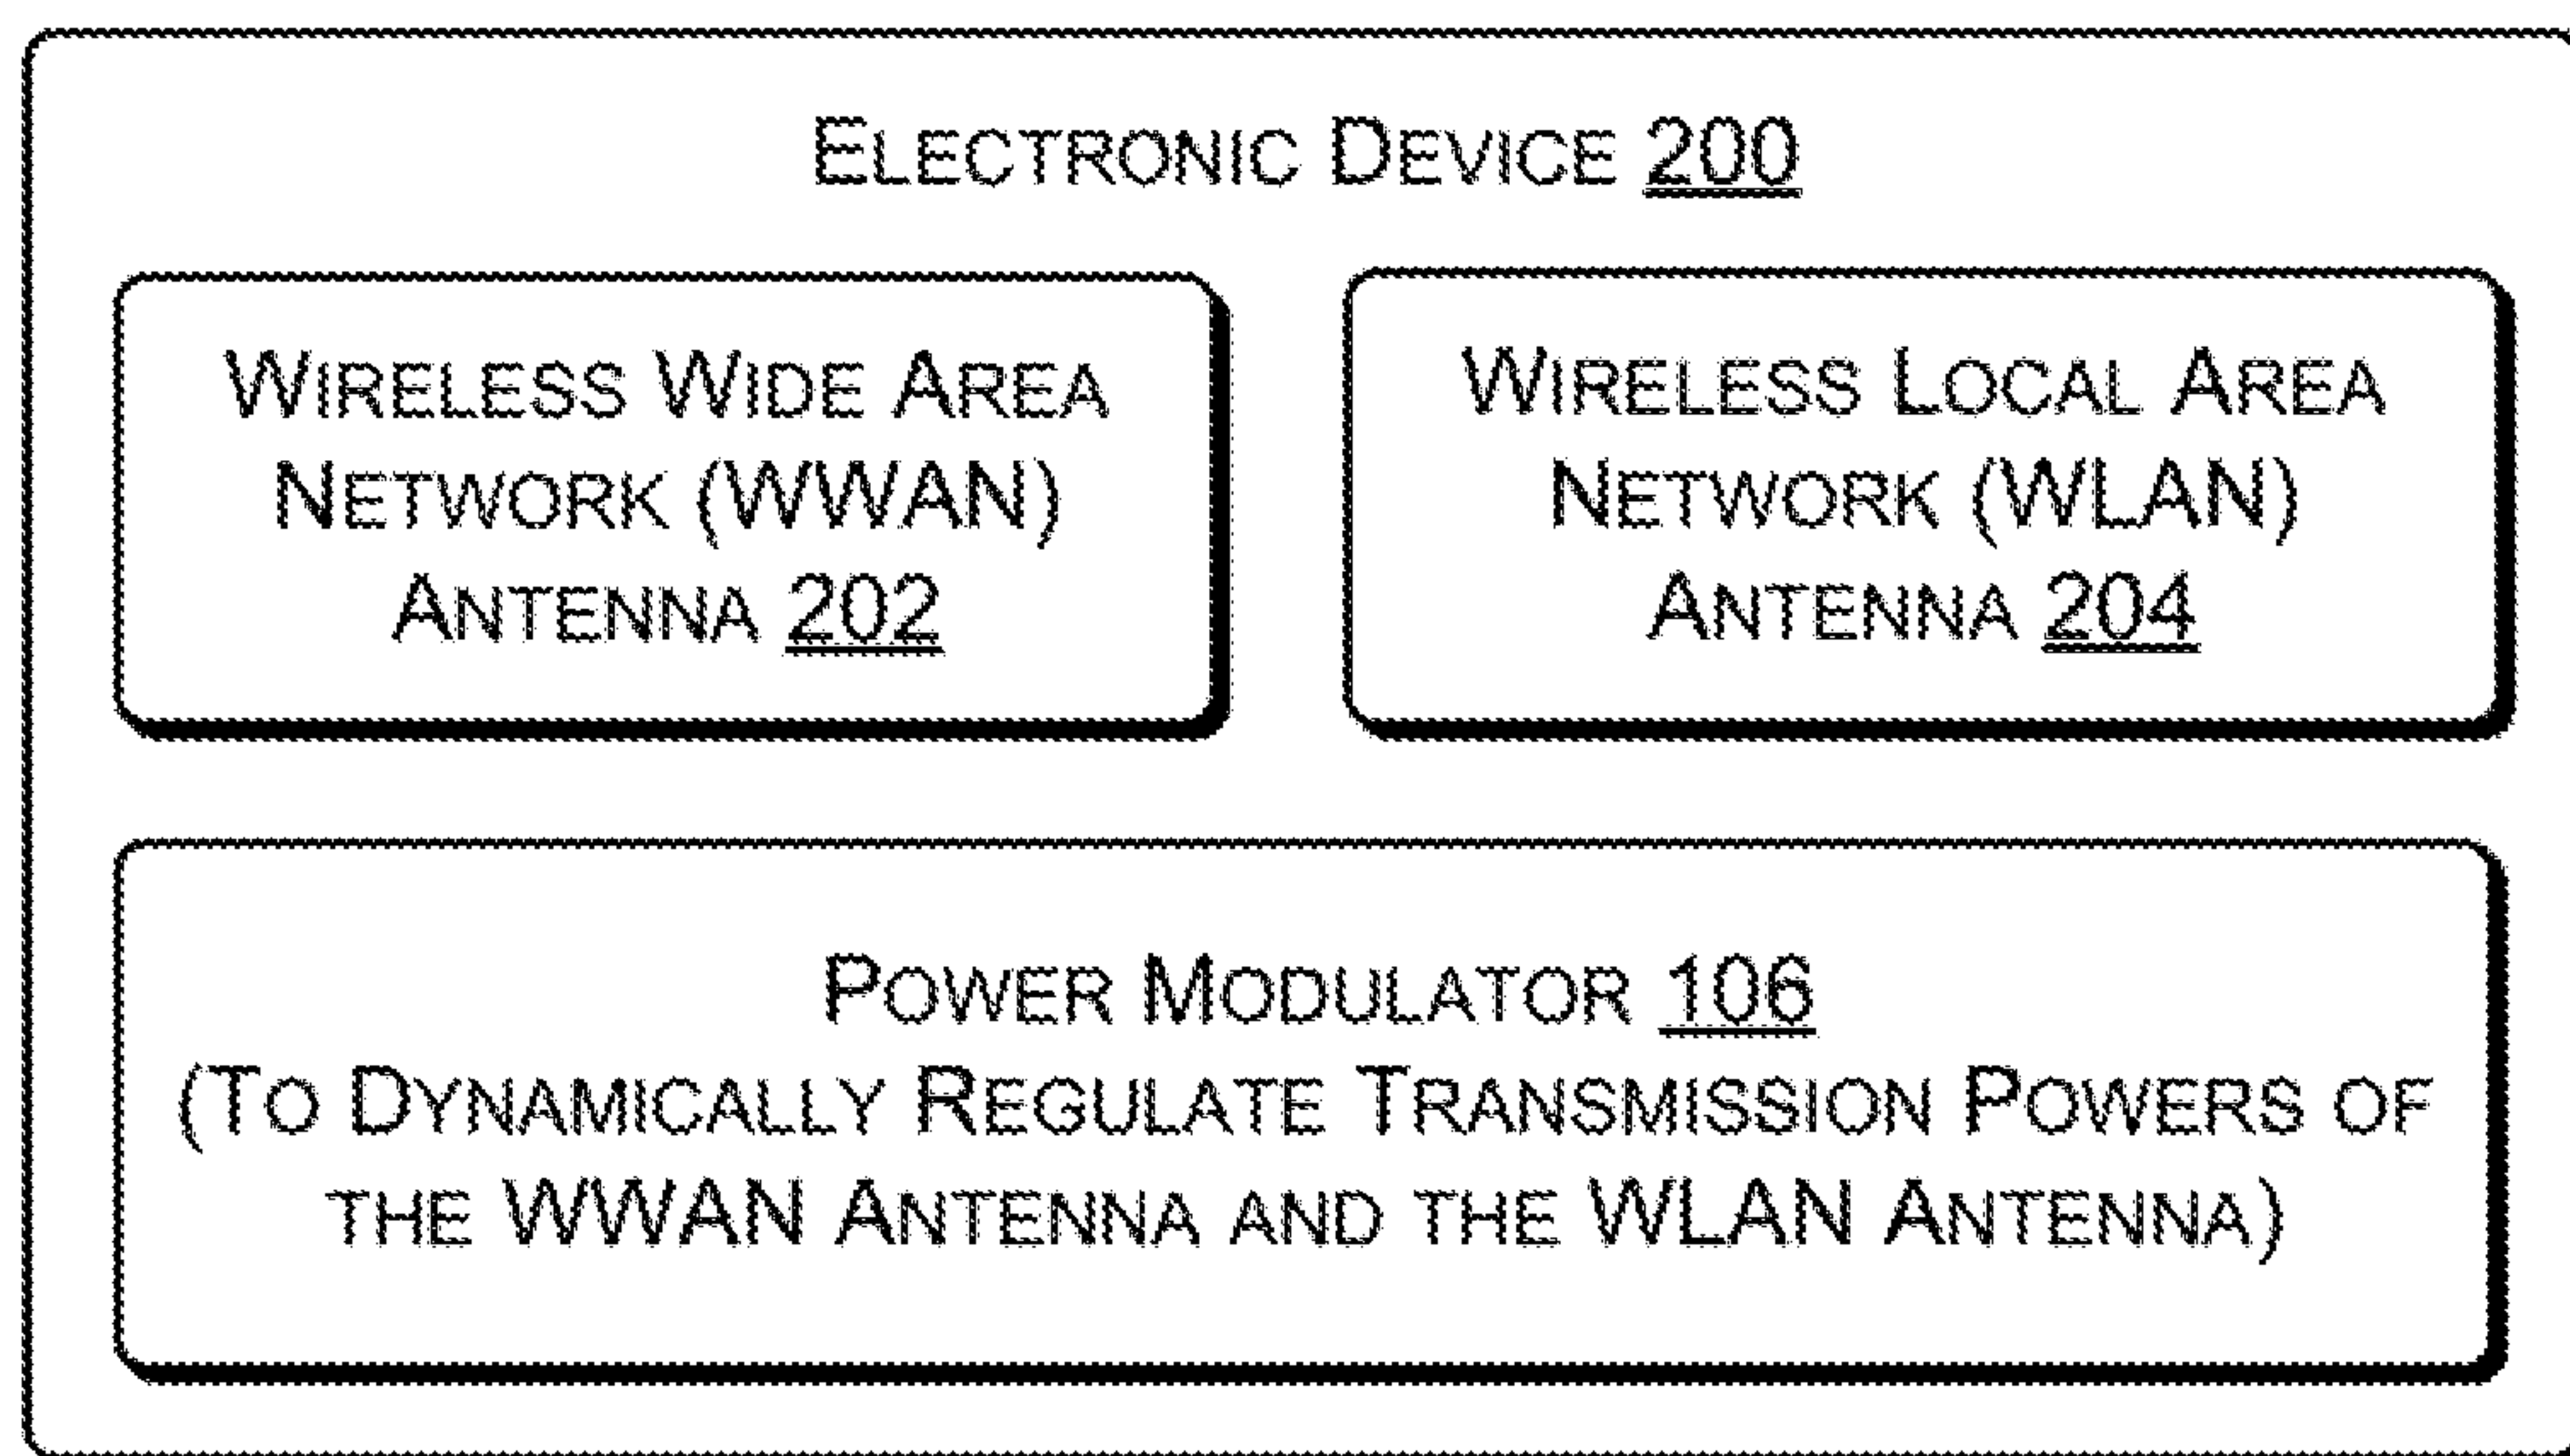 ELECTRONIC DEVICE 200
WIRELESS WIDE AREA
NETWORK (WWAN)
ANTENNA 202
WIRELESS LOCAL AREA
NETWORK (WLAN)
ANTENNA 204
POWER MODULATOR 106
(TO DYNAMICALLY REGULATE TRANSMISSION POWERS OF
THE WWAN ANTENNA AND THE WLAN ANTENNA)